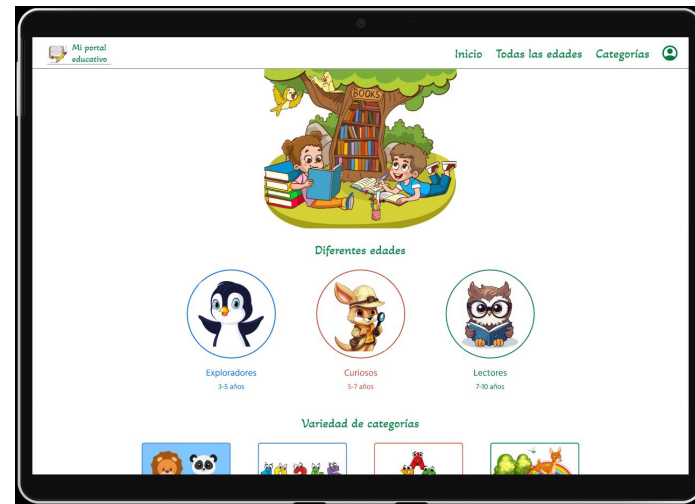 Mi portal
educativo
Inicio Todas las edades Categorías
BOOKS
Diferentes edades
Exploradores
3-5 años
Curiosos
5-7 años
Lectores
7-10 años
Variedad de categorías
A